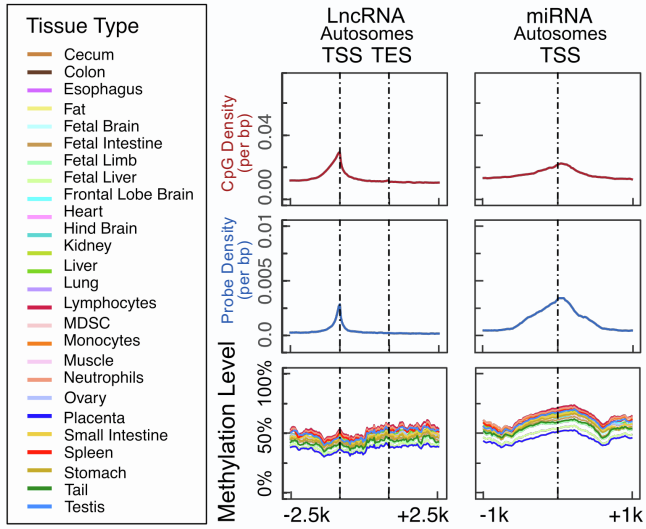 Tissue Type
Cecum
Colon
Esophagus
Fat
Fetal Brain
Fetal Intestine
Fetal Limb
Fetal Liver
Frontal Lobe Brain
Heart
Hind Brain
Kidney
Liver
Lung
Lymphocytes
MDSC
Monocytes
Muscle
Neutrophils
Ovary
Placenta
Small Intestine
Spleen
Stomach
Tail
Testis
LncRNA
Autosomes
TSS TES
miRNA
Autosomes
TSS
CpG Density
(per bp)
0.04
0.00
Probe Density
(per bp)
0.01
0.005
0.0
Methylation Level
100%
50%
0%
-2.5k
+2.5k
-1k
+1k